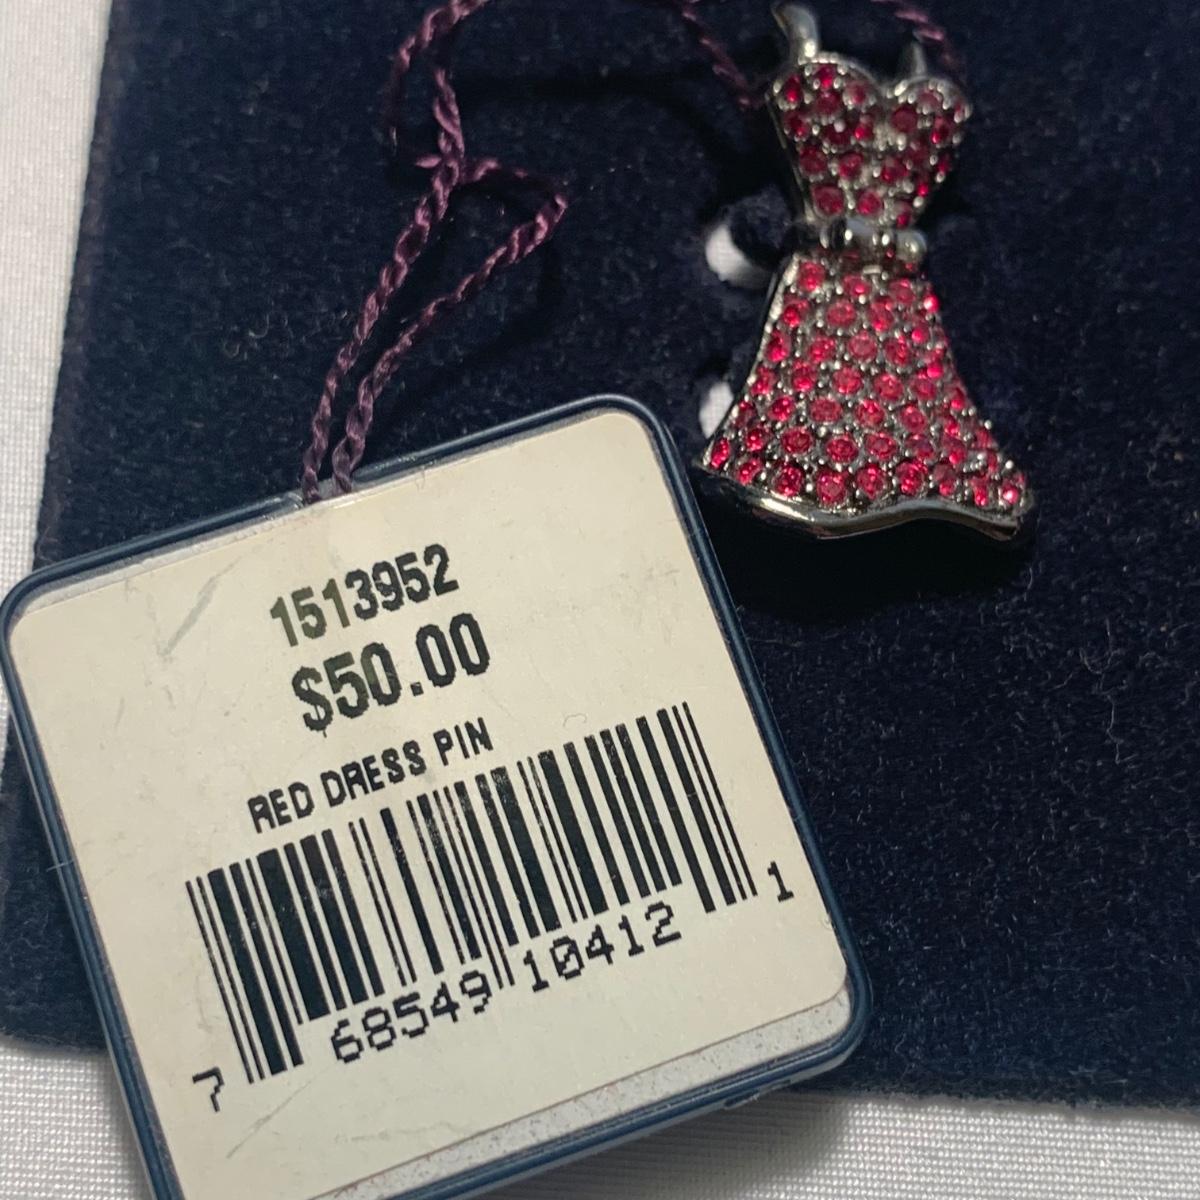 1513952
$50.00
RED DRESS PIN
7 68549 10412 1